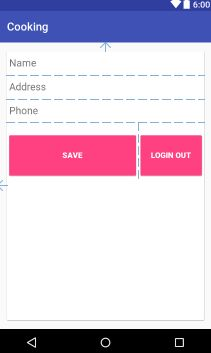 6:00
Cooking
Name
Address
Phone
SAVE LOGIN OUT